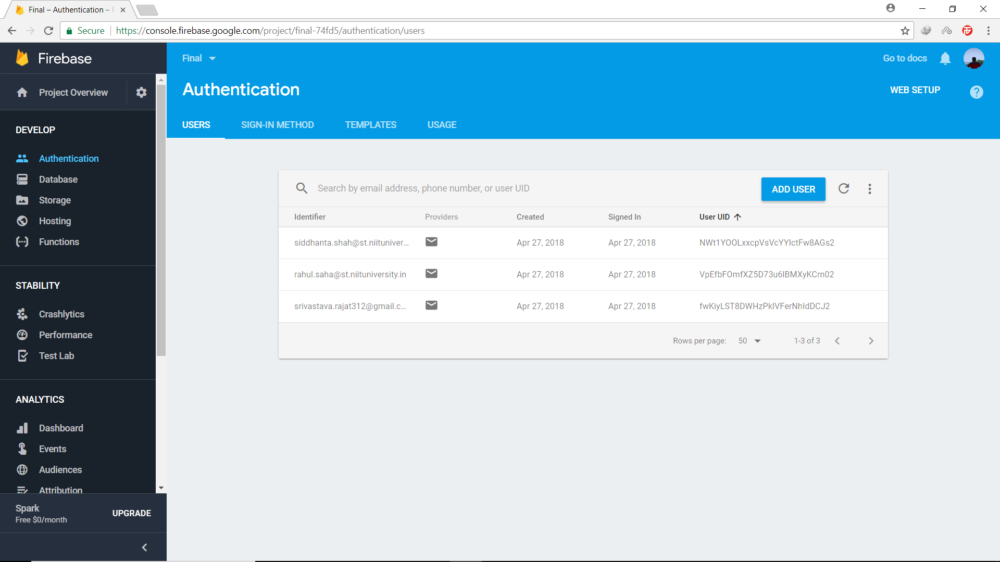 Final – Authentication – F
Secure
https://console.firebase.google.com/project/final-74fd5/authentication/users
Firebase
Final
Go to docs
Project Overview
Authentication
WEB SETUP
USERS
SIGN-IN METHOD
TEMPLATES
USAGE
DEVELOP
Authentication
Database
Storage
Hosting
Functions
STABILITY
Crashlytics
Performance
Test Lab
ANALYTICS
Dashboard
Events
Audiences
Attribution
Spark
Free $0/month
UPGRADE
Search by email address, phone number, or user UID
ADD USER
Identifier Providers Created Signed In User UID
siddhanta.shah@st.niituniver... Apr 27, 2018 Apr 27, 2018 NWt1YOOLxxcpVsVcYYIctFw8AGs2
rahul.saha@st.niituniversity.in Apr 27, 2018 Apr 27, 2018 VpEfbFOmfXZ5D73u6lBMXyKCrn02
srivastava.rajat312@gmail.c... Apr 27, 2018 Apr 27, 2018 fwKiyLST8DWHzPklVFerNhIdDCJ2
Rows per page: 50 1-3 of 3